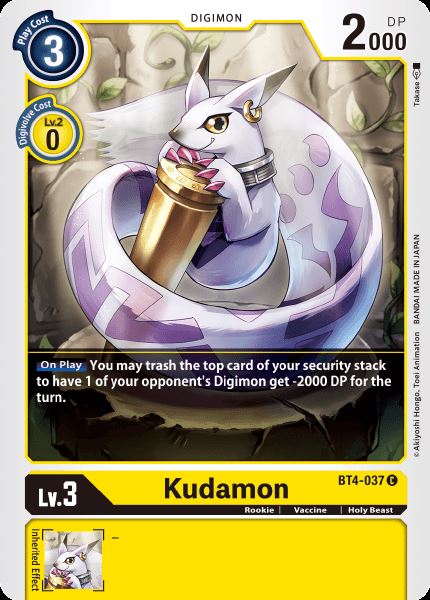 Play Cost
3
DIGIMON
DP
2000
Digivolve Cost
Lv.2
0
Takase
©Akiyoshi Hongo, Toei Animation BANDAI MADE IN JAPAN
On Play You may trash the top card of your security stack
to have 1 of your opponent's Digimon get -2000 DP for the
turn.
BT4-037 C
Lv.3
Kudamon
Rookie | Vaccine | Holy Beast
Inherited Effect
–